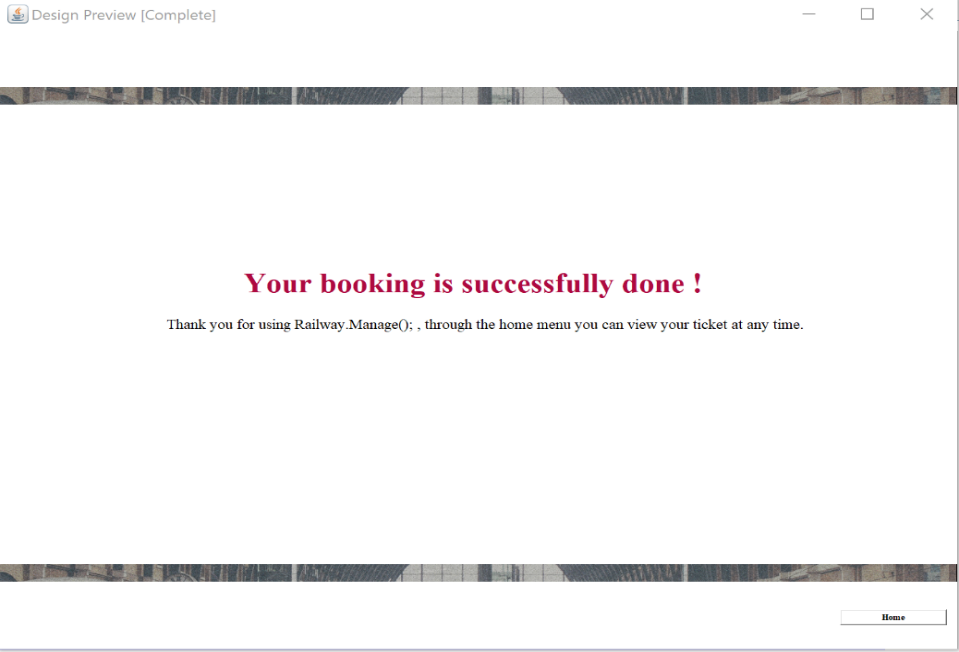 Design Preview [Complete]
Your booking is successfully done !
Thank you for using Railway.Manage(); , through the home menu you can view your ticket at any time.
Home